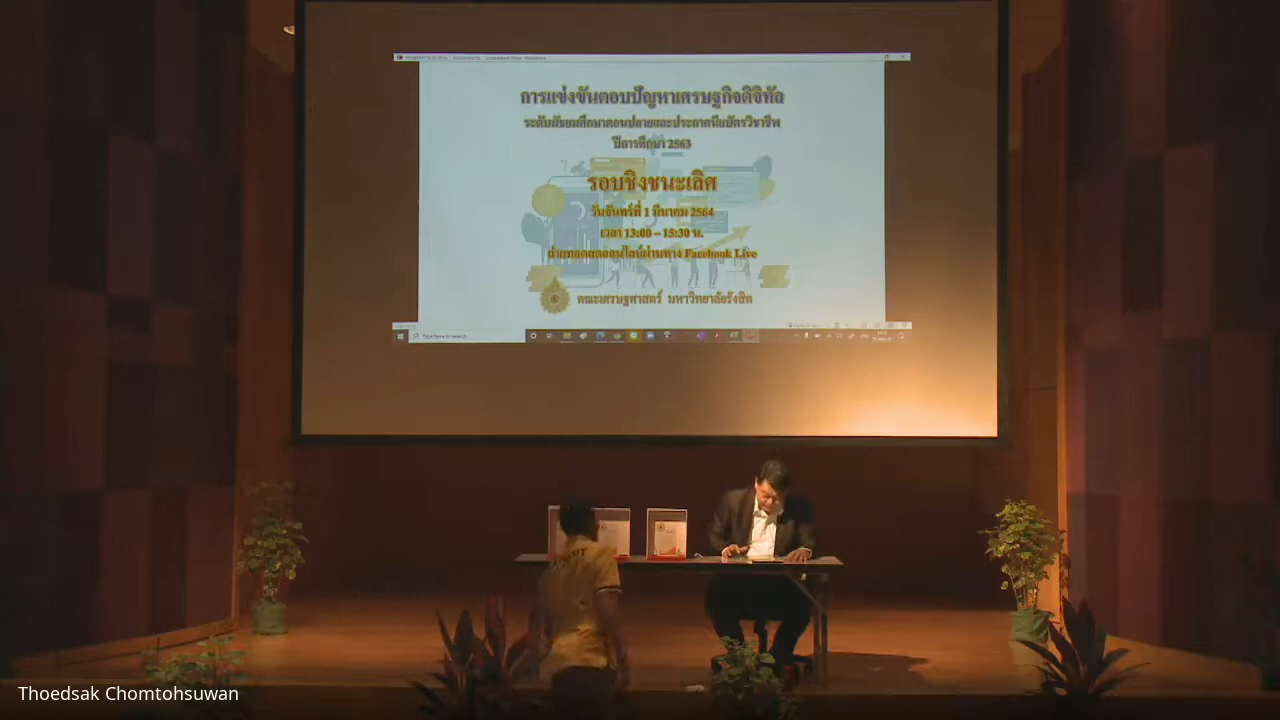 การแข่งขันตอบปัญหาเศรษฐกิจดิจิทัล
ระดับมัธยมศึกษาตอนปลายและประกาศนียบัตรวิชาชีพ
ปีการศึกษา 2563
รอบชิงชนะเลิศ
วันจันทร์ที่ 1 มีนาคม 2564
เวลา 13:00 – 15:30 น.
ถ่ายทอดสดออนไลน์ผ่านทาง Facebook Live
คณะเศรษฐศาสตร์ มหาวิทยาลัยรังสิต
Type here to search
Thoedsak Chomtohsuwan